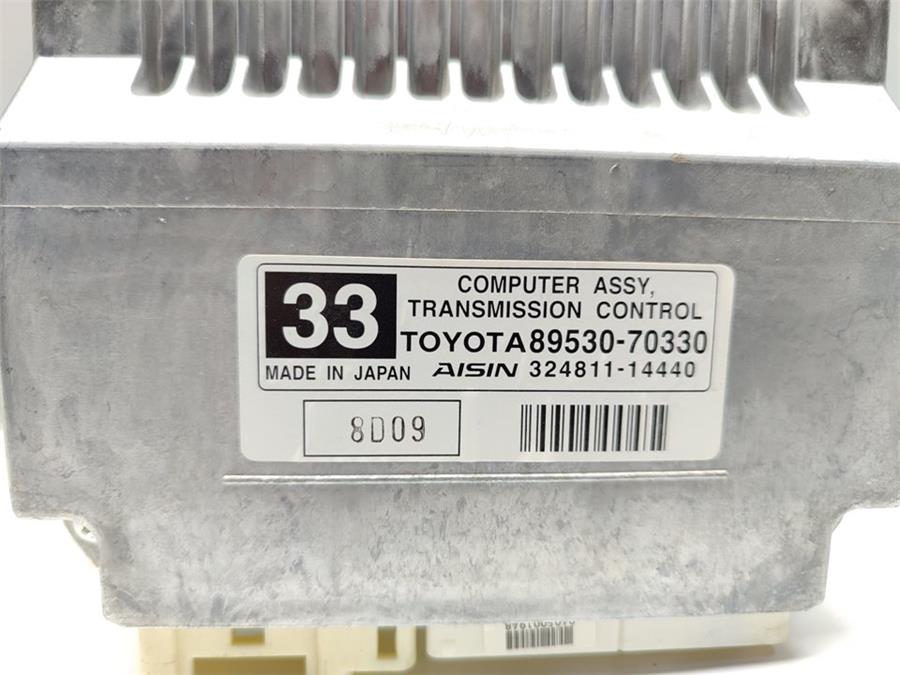 33
COMPUTER ASSY,
TRANSMISSION CONTROL
TOYOTA 89530-70330
MADE IN JAPAN AISIN 324811-14440
8D09